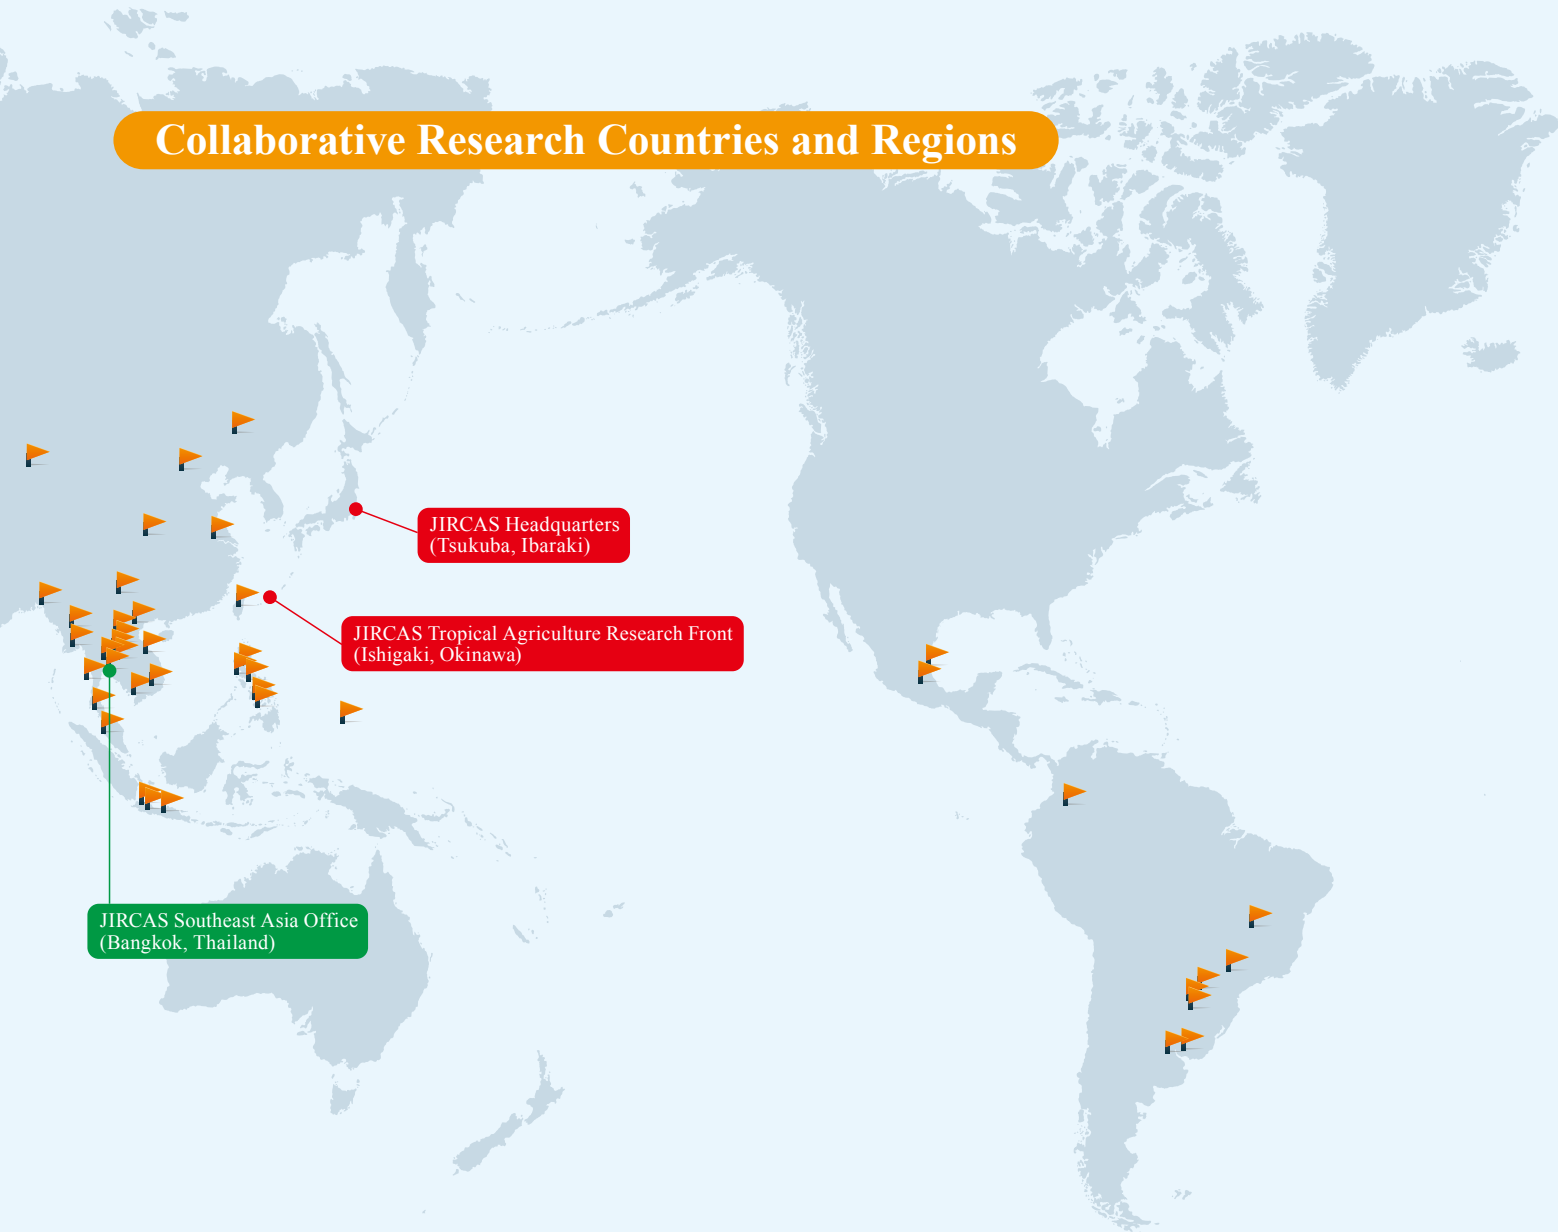 Collaborative Research Countries and Regions
JIRCAS Headquarters
(Tsukuba, Ibaraki)
JIRCAS Tropical Agriculture Research Front
(Ishigaki, Okinawa)
JIRCAS Southeast Asia Office
(Bangkok, Thailand)